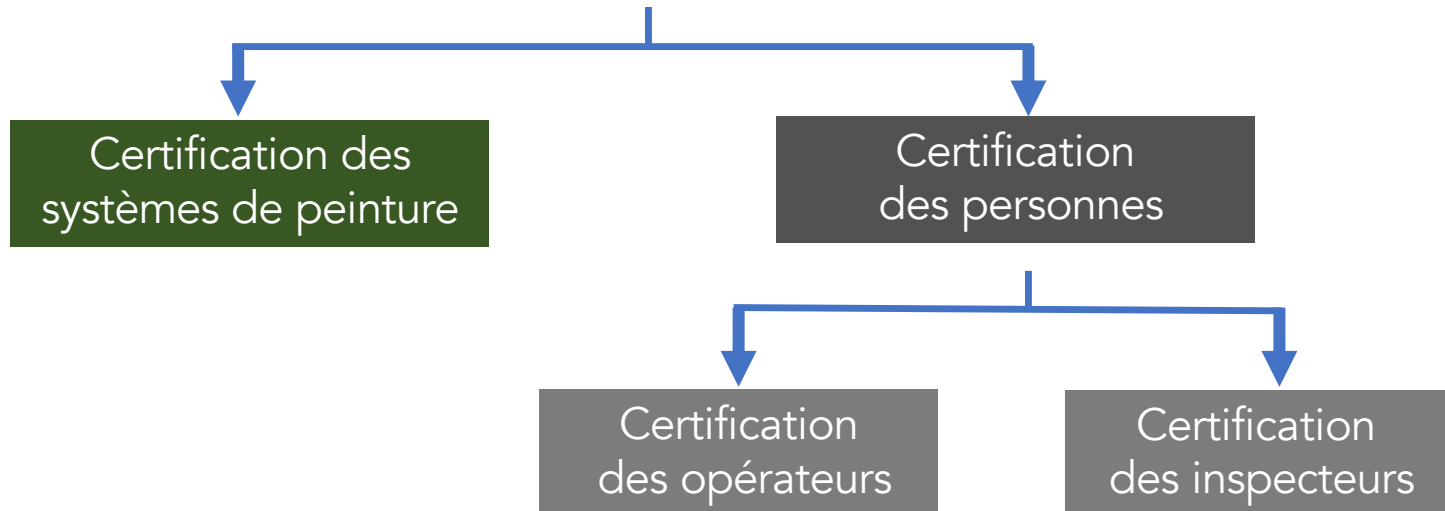 Certification des
systèmes de peinture
Certification
des personnes
Certification
des opérateurs
Certification
des inspecteurs